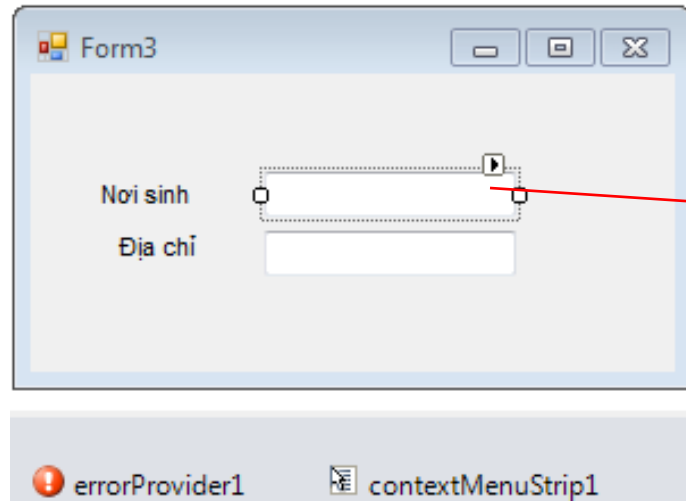 Form3
Nơi sinh
Địa chỉ
errorProvider1 contextMenuStrip1